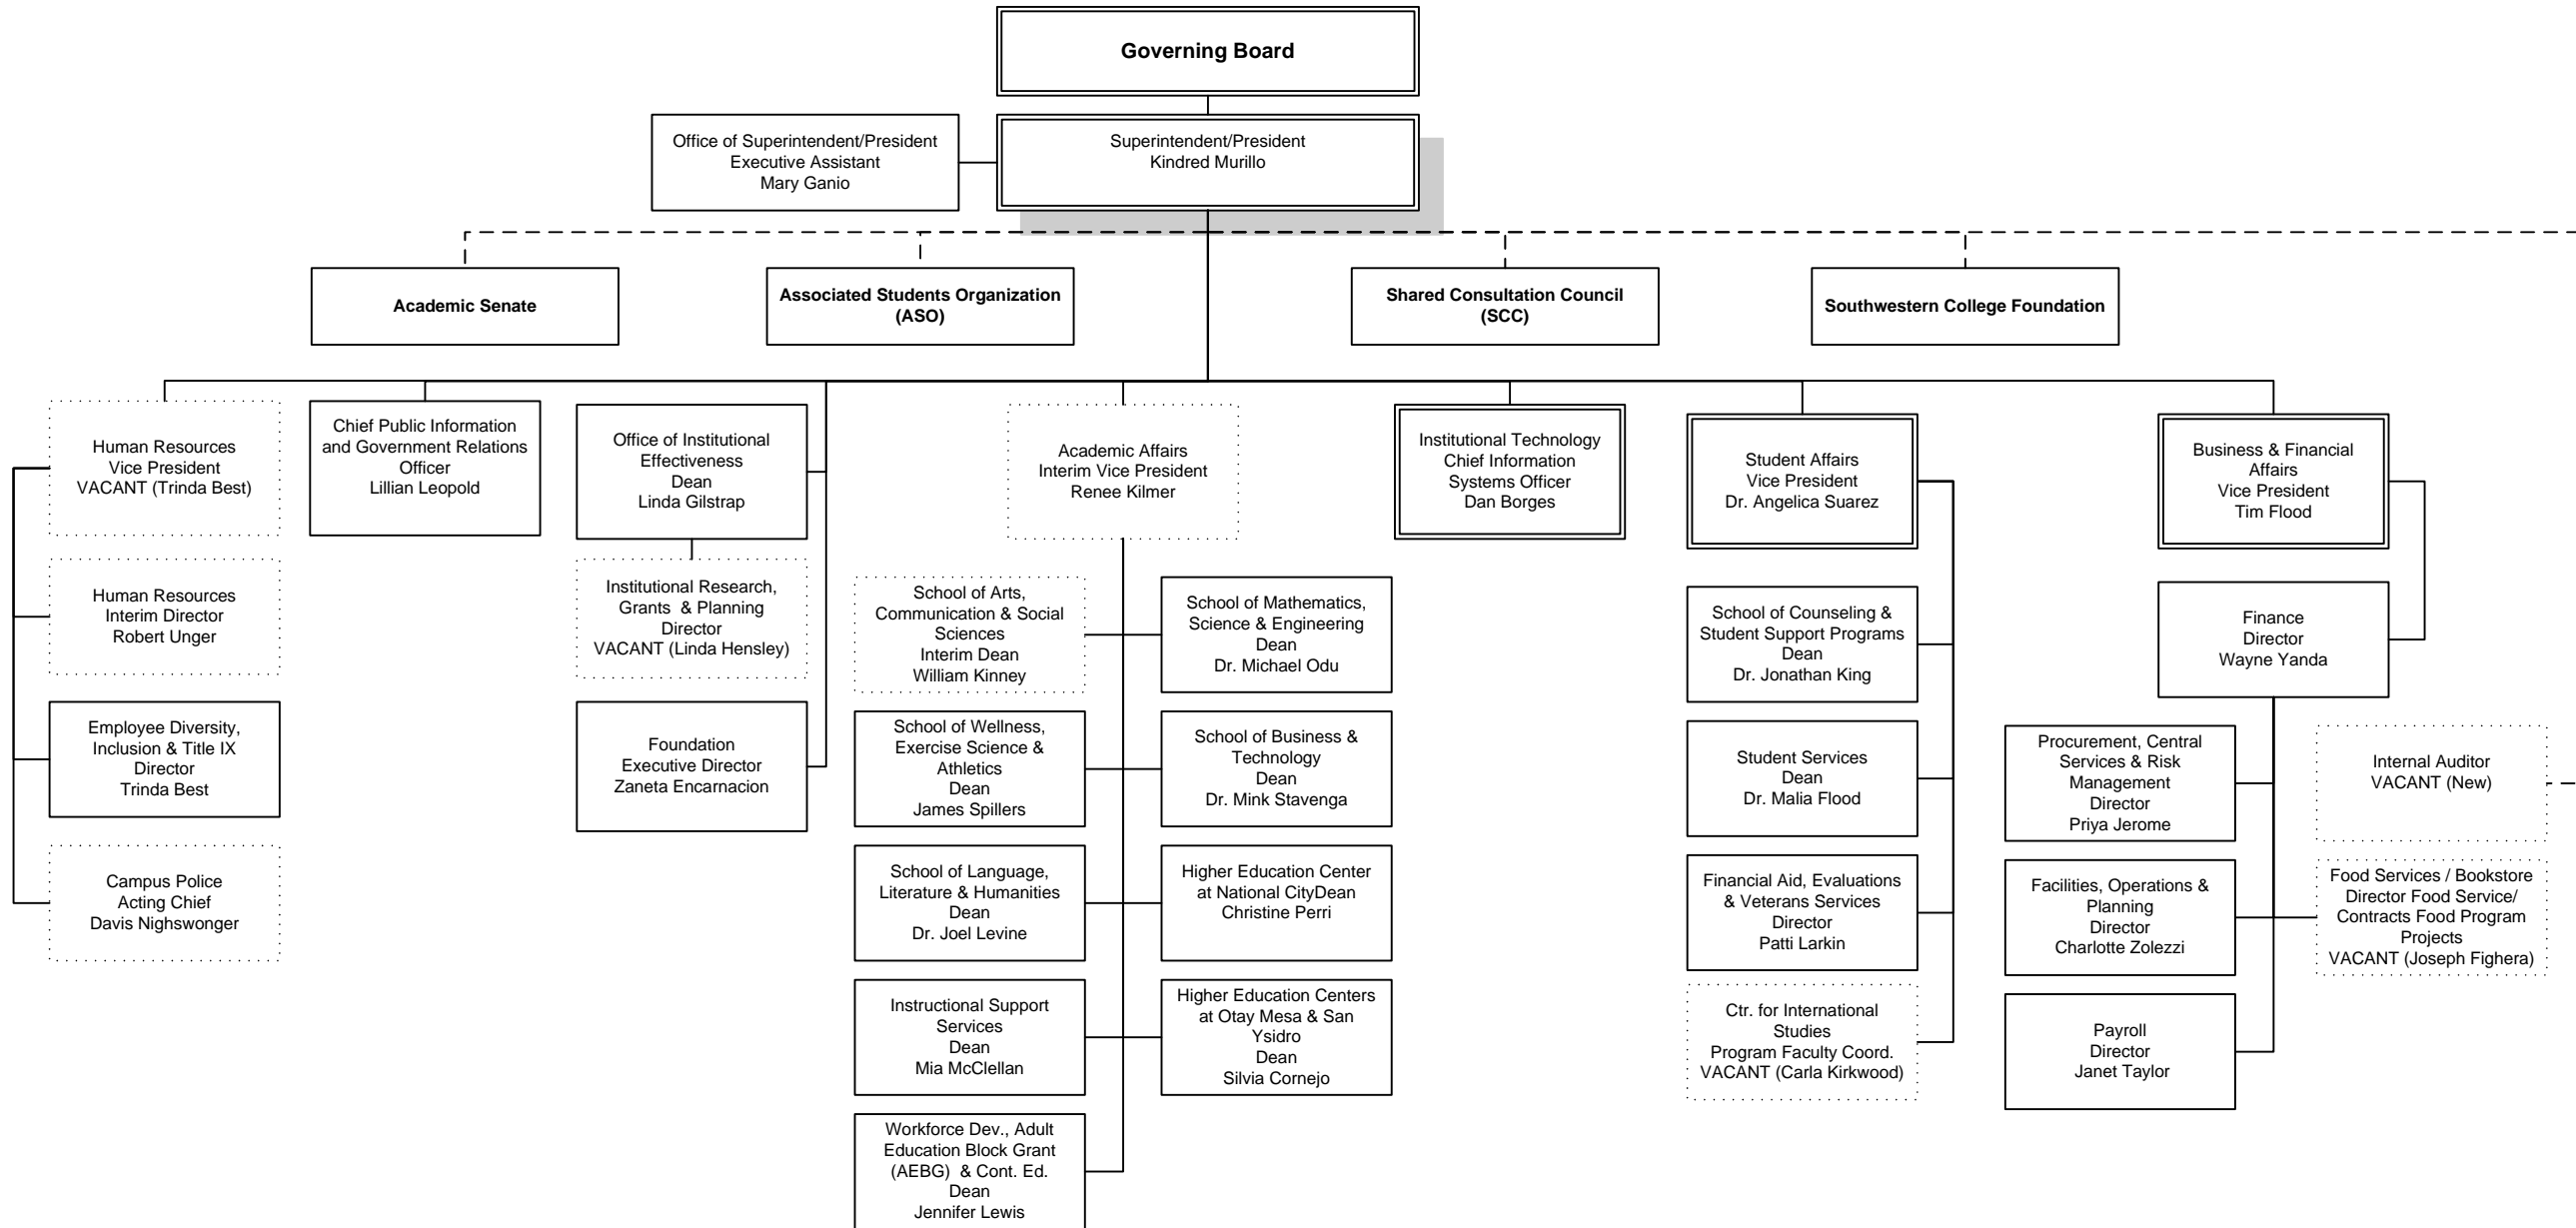 Governing Board
Office of Superintendent/President
Executive Assistant
Mary Ganio
Superintendent/President
Kindred Murillo
Academic Senate
Associated Students Organization
(ASO)
Shared Consultation Council
(SCC)
Southwestern College Foundation
Human Resources
Vice President
VACANT (Trinda Best)
Human Resources
Interim Director
Robert Unger
Employee Diversity,
Inclusion & Title IX
Director
Trinda Best
Campus Police
Acting Chief
Davis Nighswonger
Chief Public Information
and Government Relations
Officer
Lillian Leopold
Office of Institutional
Effectiveness
Dean
Linda Gilstrap
Institutional Research,
Grants & Planning
Director
VACANT (Linda Hensley)
Foundation
Executive Director
Zaneta Encarnacion
Academic Affairs
Interim Vice President
Renee Kilmer
School of Arts,
Communication & Social
Sciences
Interim Dean
William Kinney
School of Mathematics,
Science & Engineering
Dean
Dr. Michael Odu
School of Wellness,
Exercise Science &
Athletics
Dean
James Spillers
School of Business &
Technology
Dean
Dr. Mink Stavenga
School of Language,
Literature & Humanities
Dean
Dr. Joel Levine
Higher Education Center
at National CityDean
Christine Perri
Instructional Support
Services
Dean
Mia McClellan
Higher Education Centers
at Otay Mesa & San
Ysidro
Dean
Silvia Cornejo
Workforce Dev., Adult
Education Block Grant
(AEBG) & Cont. Ed.
Dean
Jennifer Lewis
Institutional Technology
Chief Information
Systems Officer
Dan Borges
Student Affairs
Vice President
Dr. Angelica Suarez
School of Counseling &
Student Support Programs
Dean
Dr. Jonathan King
Student Services
Dean
Dr. Malia Flood
Financial Aid, Evaluations
& Veterans Services
Director
Patti Larkin
Ctr. for International
Studies
Program Faculty Coord.
VACANT (Carla Kirkwood)
Business & Financial
Affairs
Vice President
Tim Flood
Finance
Director
Wayne Yanda
Procurement, Central
Services & Risk
Management
Director
Priya Jerome
Internal Auditor
VACANT (New)
Facilities, Operations &
Planning
Director
Charlotte Zolezzi
Food Services / Bookstore
Director Food Service/
Contracts Food Program
Projects
VACANT (Joseph Fighera)
Payroll
Director
Janet Taylor